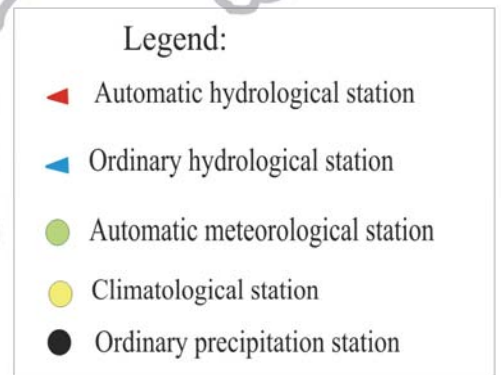 Legend:
Automatic hydrological station
Ordinary hydrological station
Automatic meteorological station
Climatological station
Ordinary precipitation station